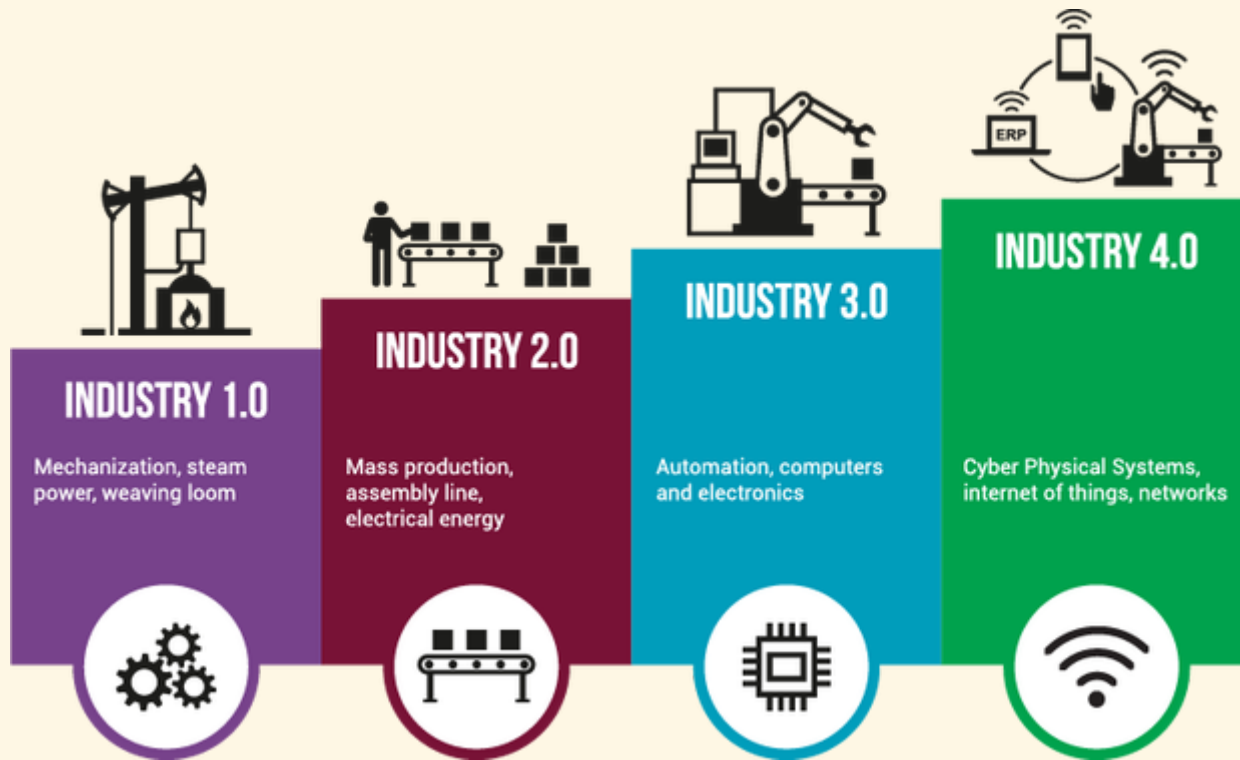 ERP
INDUSTRY 1.0
Mechanization, steam
power, weaving loom
INDUSTRY 2.0
Mass production,
assembly line,
electrical energy
INDUSTRY 3.0
Automation, computers
and electronics
INDUSTRY 4.0
Cyber Physical Systems,
internet of things, networks